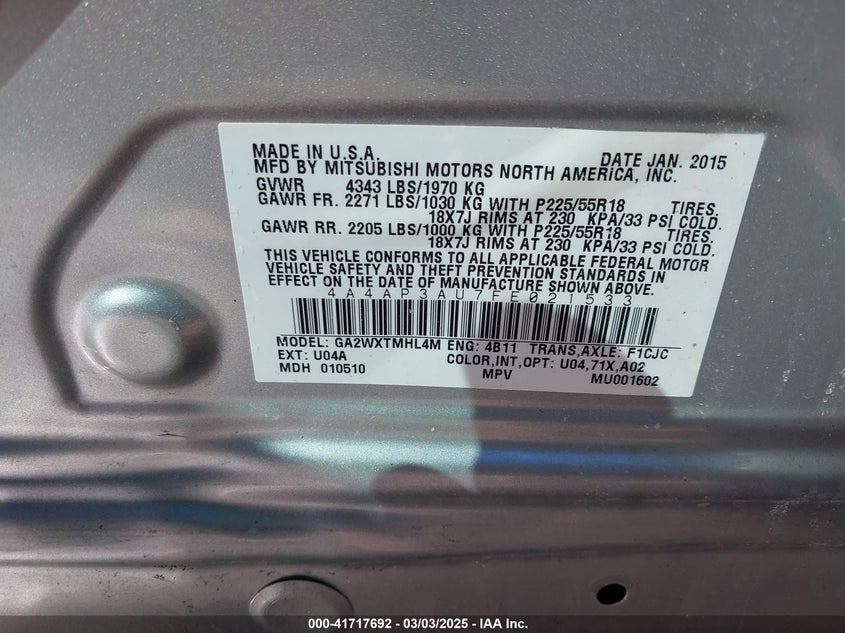 MADE IN U.S.A. DATE JAN. 2015
MFD BY MITSUBISHI MOTORS NORTH AMERICA, INC.
GVWR 4343 LBS/1970 KG
GAWR FR. 2271 LBS/1030 KG WITH P225/55R18 TIRES.
18X7J RIMS AT 230 KPA/33 PSI COLD.
GAWR RR. 2205 LBS/1000 KG WITH P225/55R18 TIRES.
18X7J RIMS AT 230 KPA/33 PSI COLD.
THIS VEHICLE CONFORMS TO ALL APPLICABLE FEDERAL MOTOR
VEHICLE SAFETY AND THEFT PREVENTION STANDARDS IN
EFFECT ON THE DATE OF MANUFACTURE SHOWN ABOVE.
4A4AP3AU7FE021533
MODEL: GA2WXTMHL4M ENG: 4B11 TRANS,AXLE: F1CJC
EXT: U04A COLOR,INT,OPT: U04,71X,A02
MDH 010510 MPV MU001602
000-41717692 — 03/03/2025 — IAA Inc.